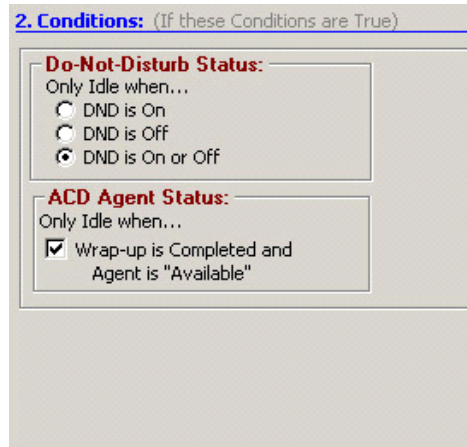 2. Conditions: (If these Conditions are True)
Do-Not-Disturb Status:
Only Idle when...
DND is On
DND is Off
DND is On or Off
ACD Agent Status:
Only Idle when...
Wrap-up is Completed and
Agent is "Available"